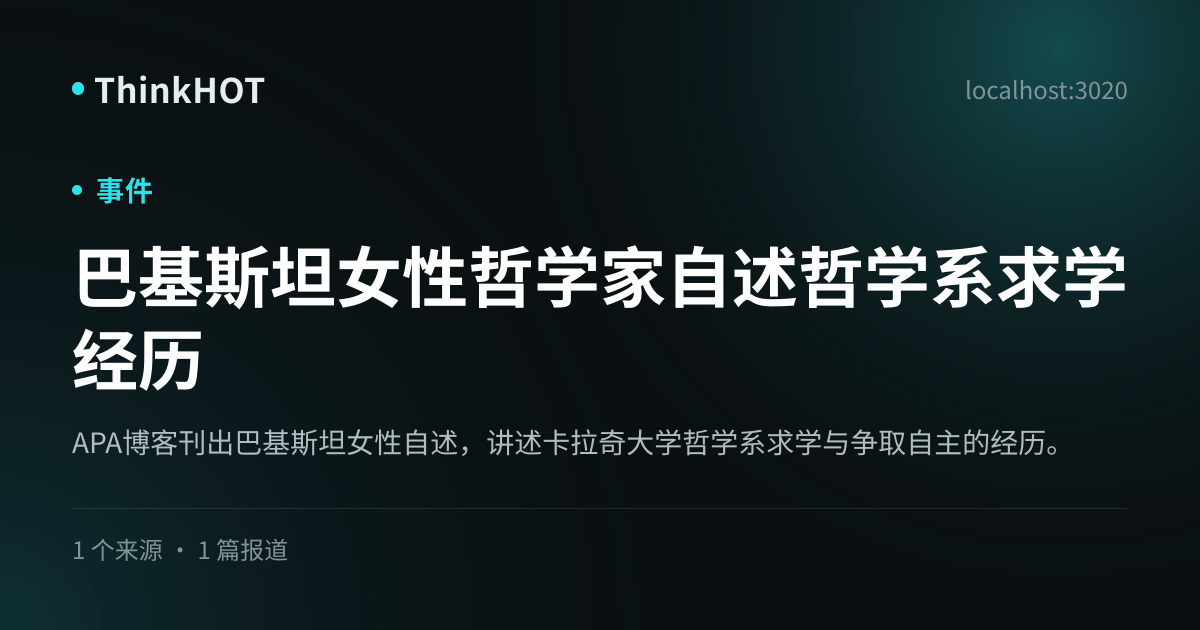 ThinkHOT
localhost:3020
事件
巴基斯坦女性哲学家自述哲学系求学
经历
APA博客刊出巴基斯坦女性自述，讲述卡拉奇大学哲学系求学与争取自主的经历。
1 个来源 · 1 篇报道